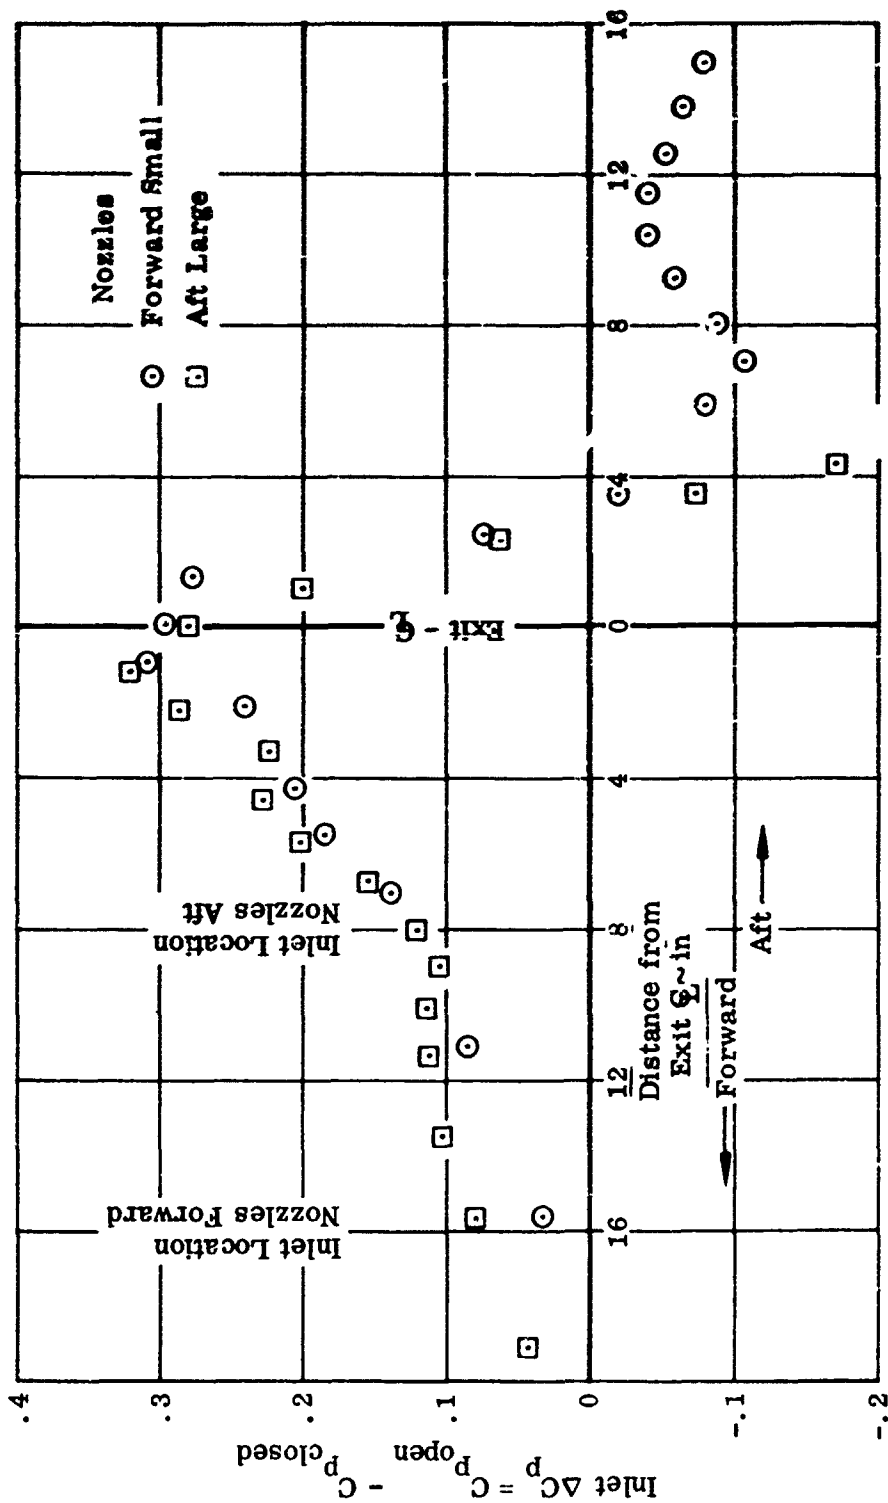 Nozzles
⊙ Forward Small
⊡ Aft Large
.4
.3
.2
.1
0
-.1
-.2
Inlet ΔCp = Cp open - Cp closed
Inlet Location
Nozzles Forward
Inlet Location
Nozzles Aft
Exit - ℄
16
12
8
4
0
4
8
12
16
Distance from
Exit ℄ ~ in
Forward
Aft